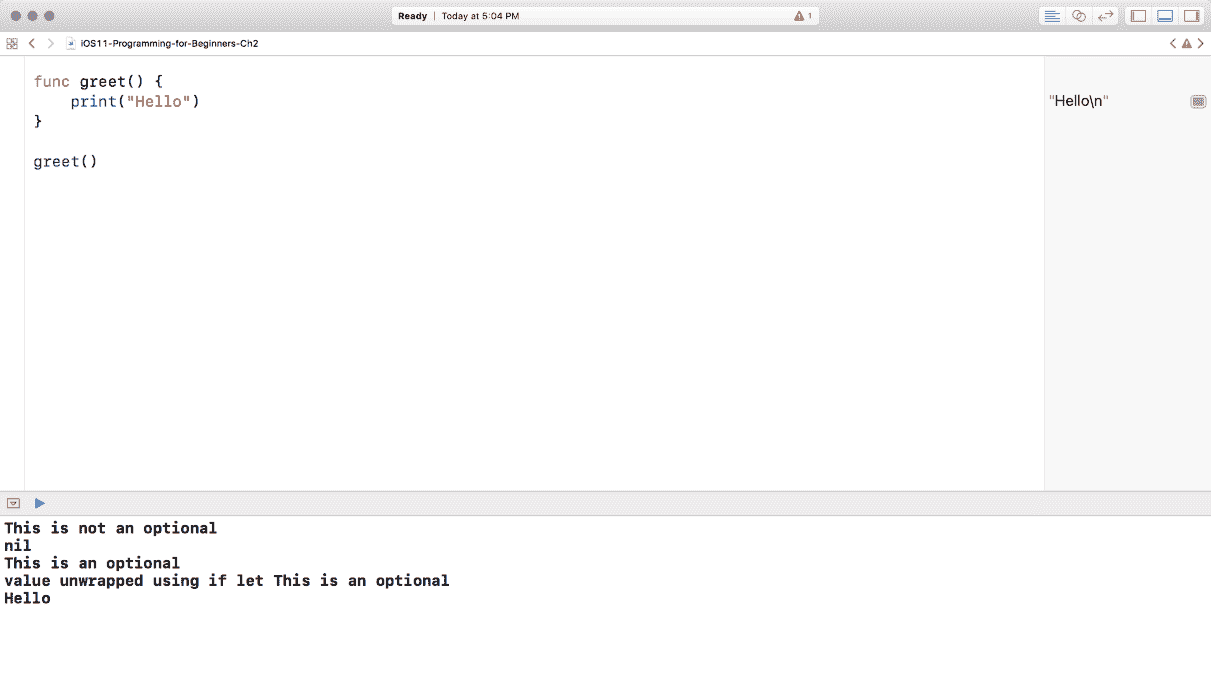 Ready | Today at 5:04 PM 1
iOS11-Programming-for-Beginners-Ch2
func greet() {
    print("Hello")
}
greet()
"Hello\n"
This is not an optional
nil
This is an optional
value unwrapped using if let This is an optional
Hello